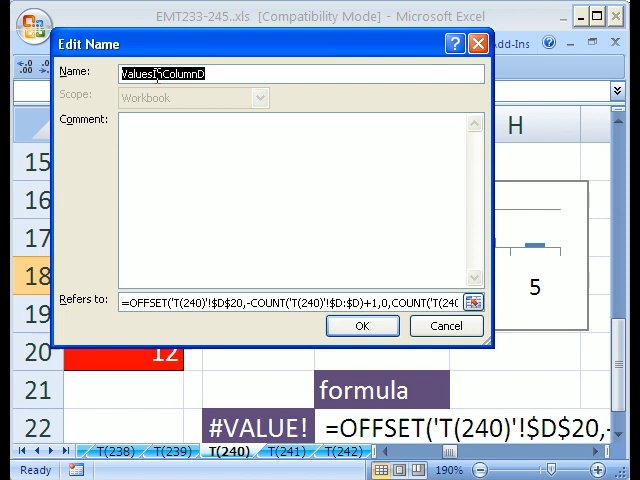 EMT233-245..xls [Compatibility Mode] - Microsoft Excel
Edit Name
Add-Ins
Name:
Scope: Workbook
Comment:
H
15
16
17
18
5
19
Refers to: =OFFSET('T(240)'!$D$20,-COUNT('T(240)'!$D:$D)+1,0,COUNT('T(240
OK Cancel
20 12
21 formula
22 #VALUE! =OFFSET('T(240)'!$D$20,-
T(238) T(239) T(240) T(241) T(242)
Ready 190%